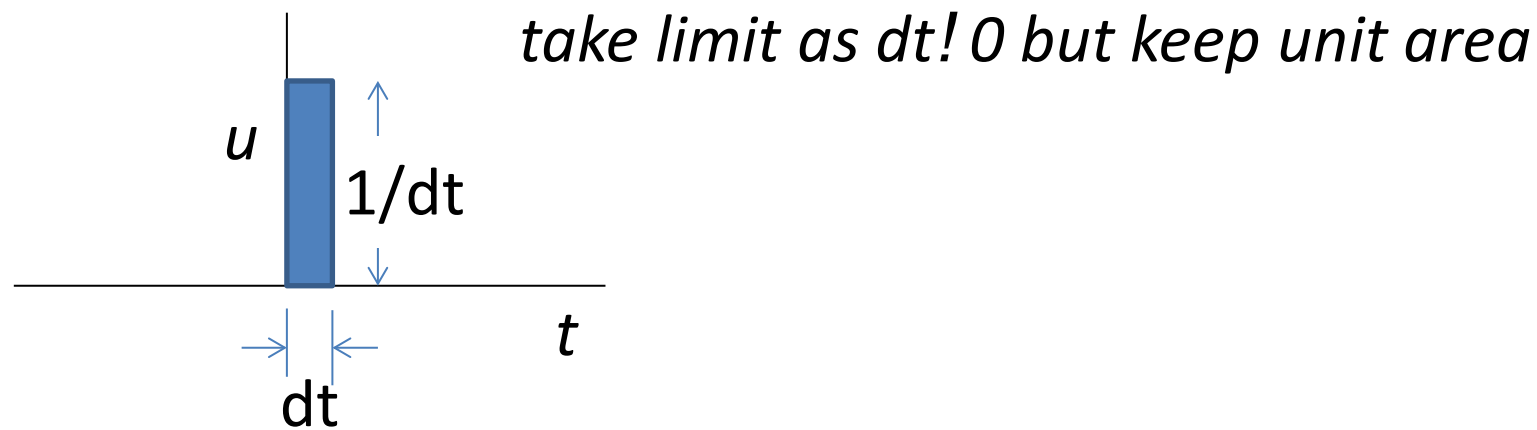 take limit as dt! 0 but keep unit area
u
1/dt
t
dt